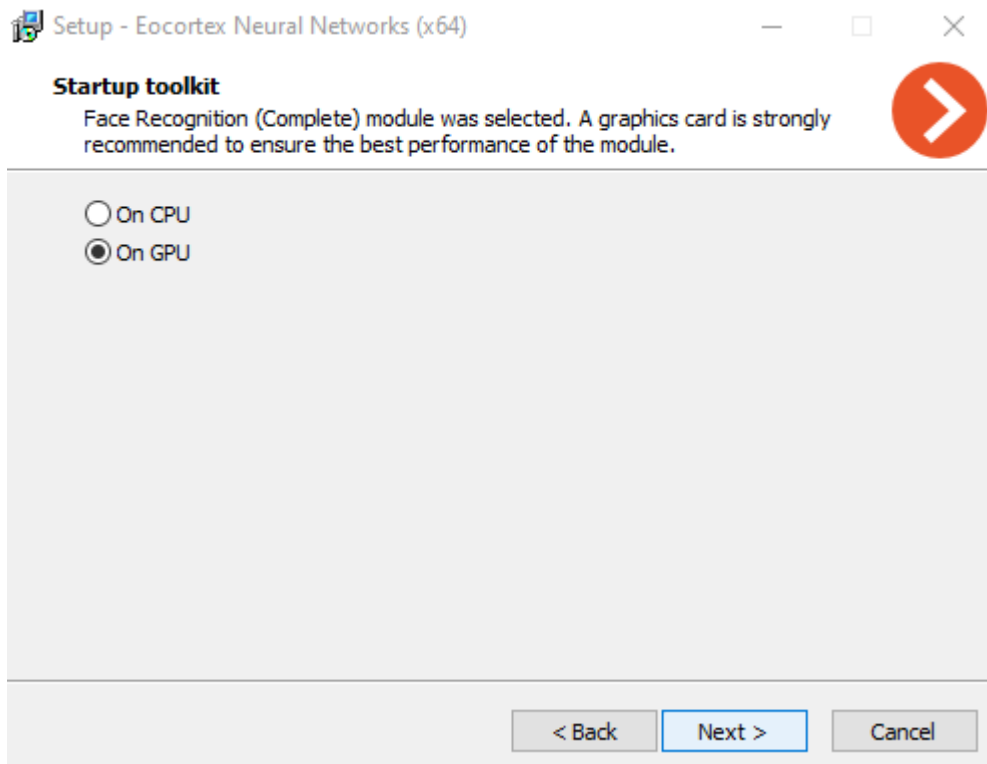 Setup - Eocortex Neural Networks (x64)
Startup toolkit
Face Recognition (Complete) module was selected. A graphics card is strongly
recommended to ensure the best performance of the module.
On CPU
On GPU
< Back Next > Cancel